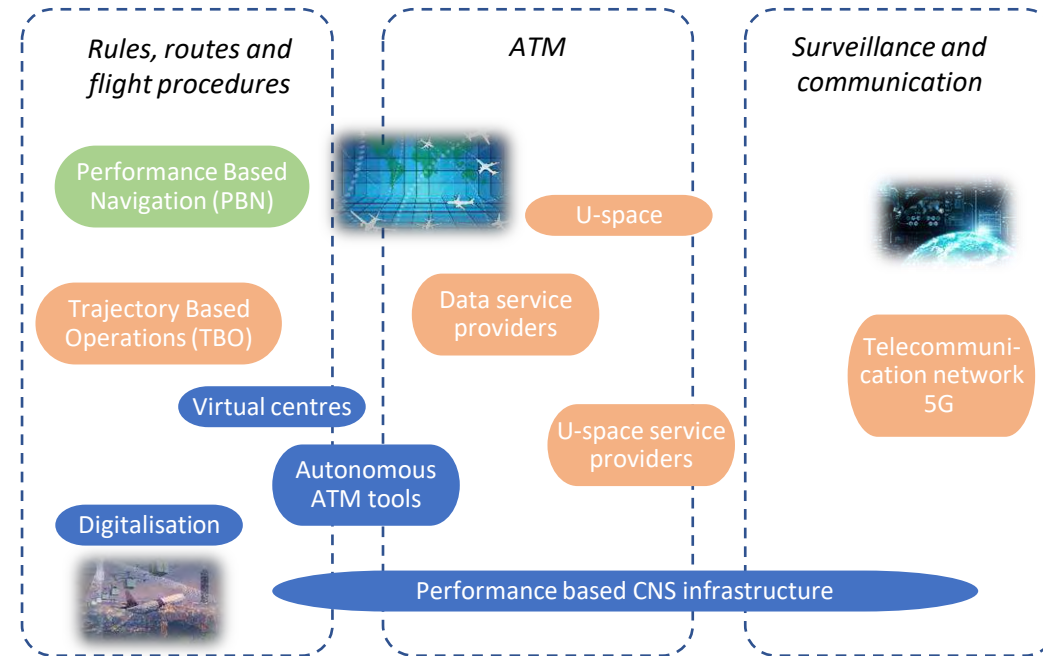 Rules, routes and
flight procedures
ATM
Surveillance and
communication
Performance Based
Navigation (PBN)
U-space
Trajectory Based
Operations (TBO)
Data service
providers
Telecommuni-
cation network
5G
Virtual centres
U-space service
providers
Autonomous
ATM tools
Digitalisation
Performance based CNS infrastructure